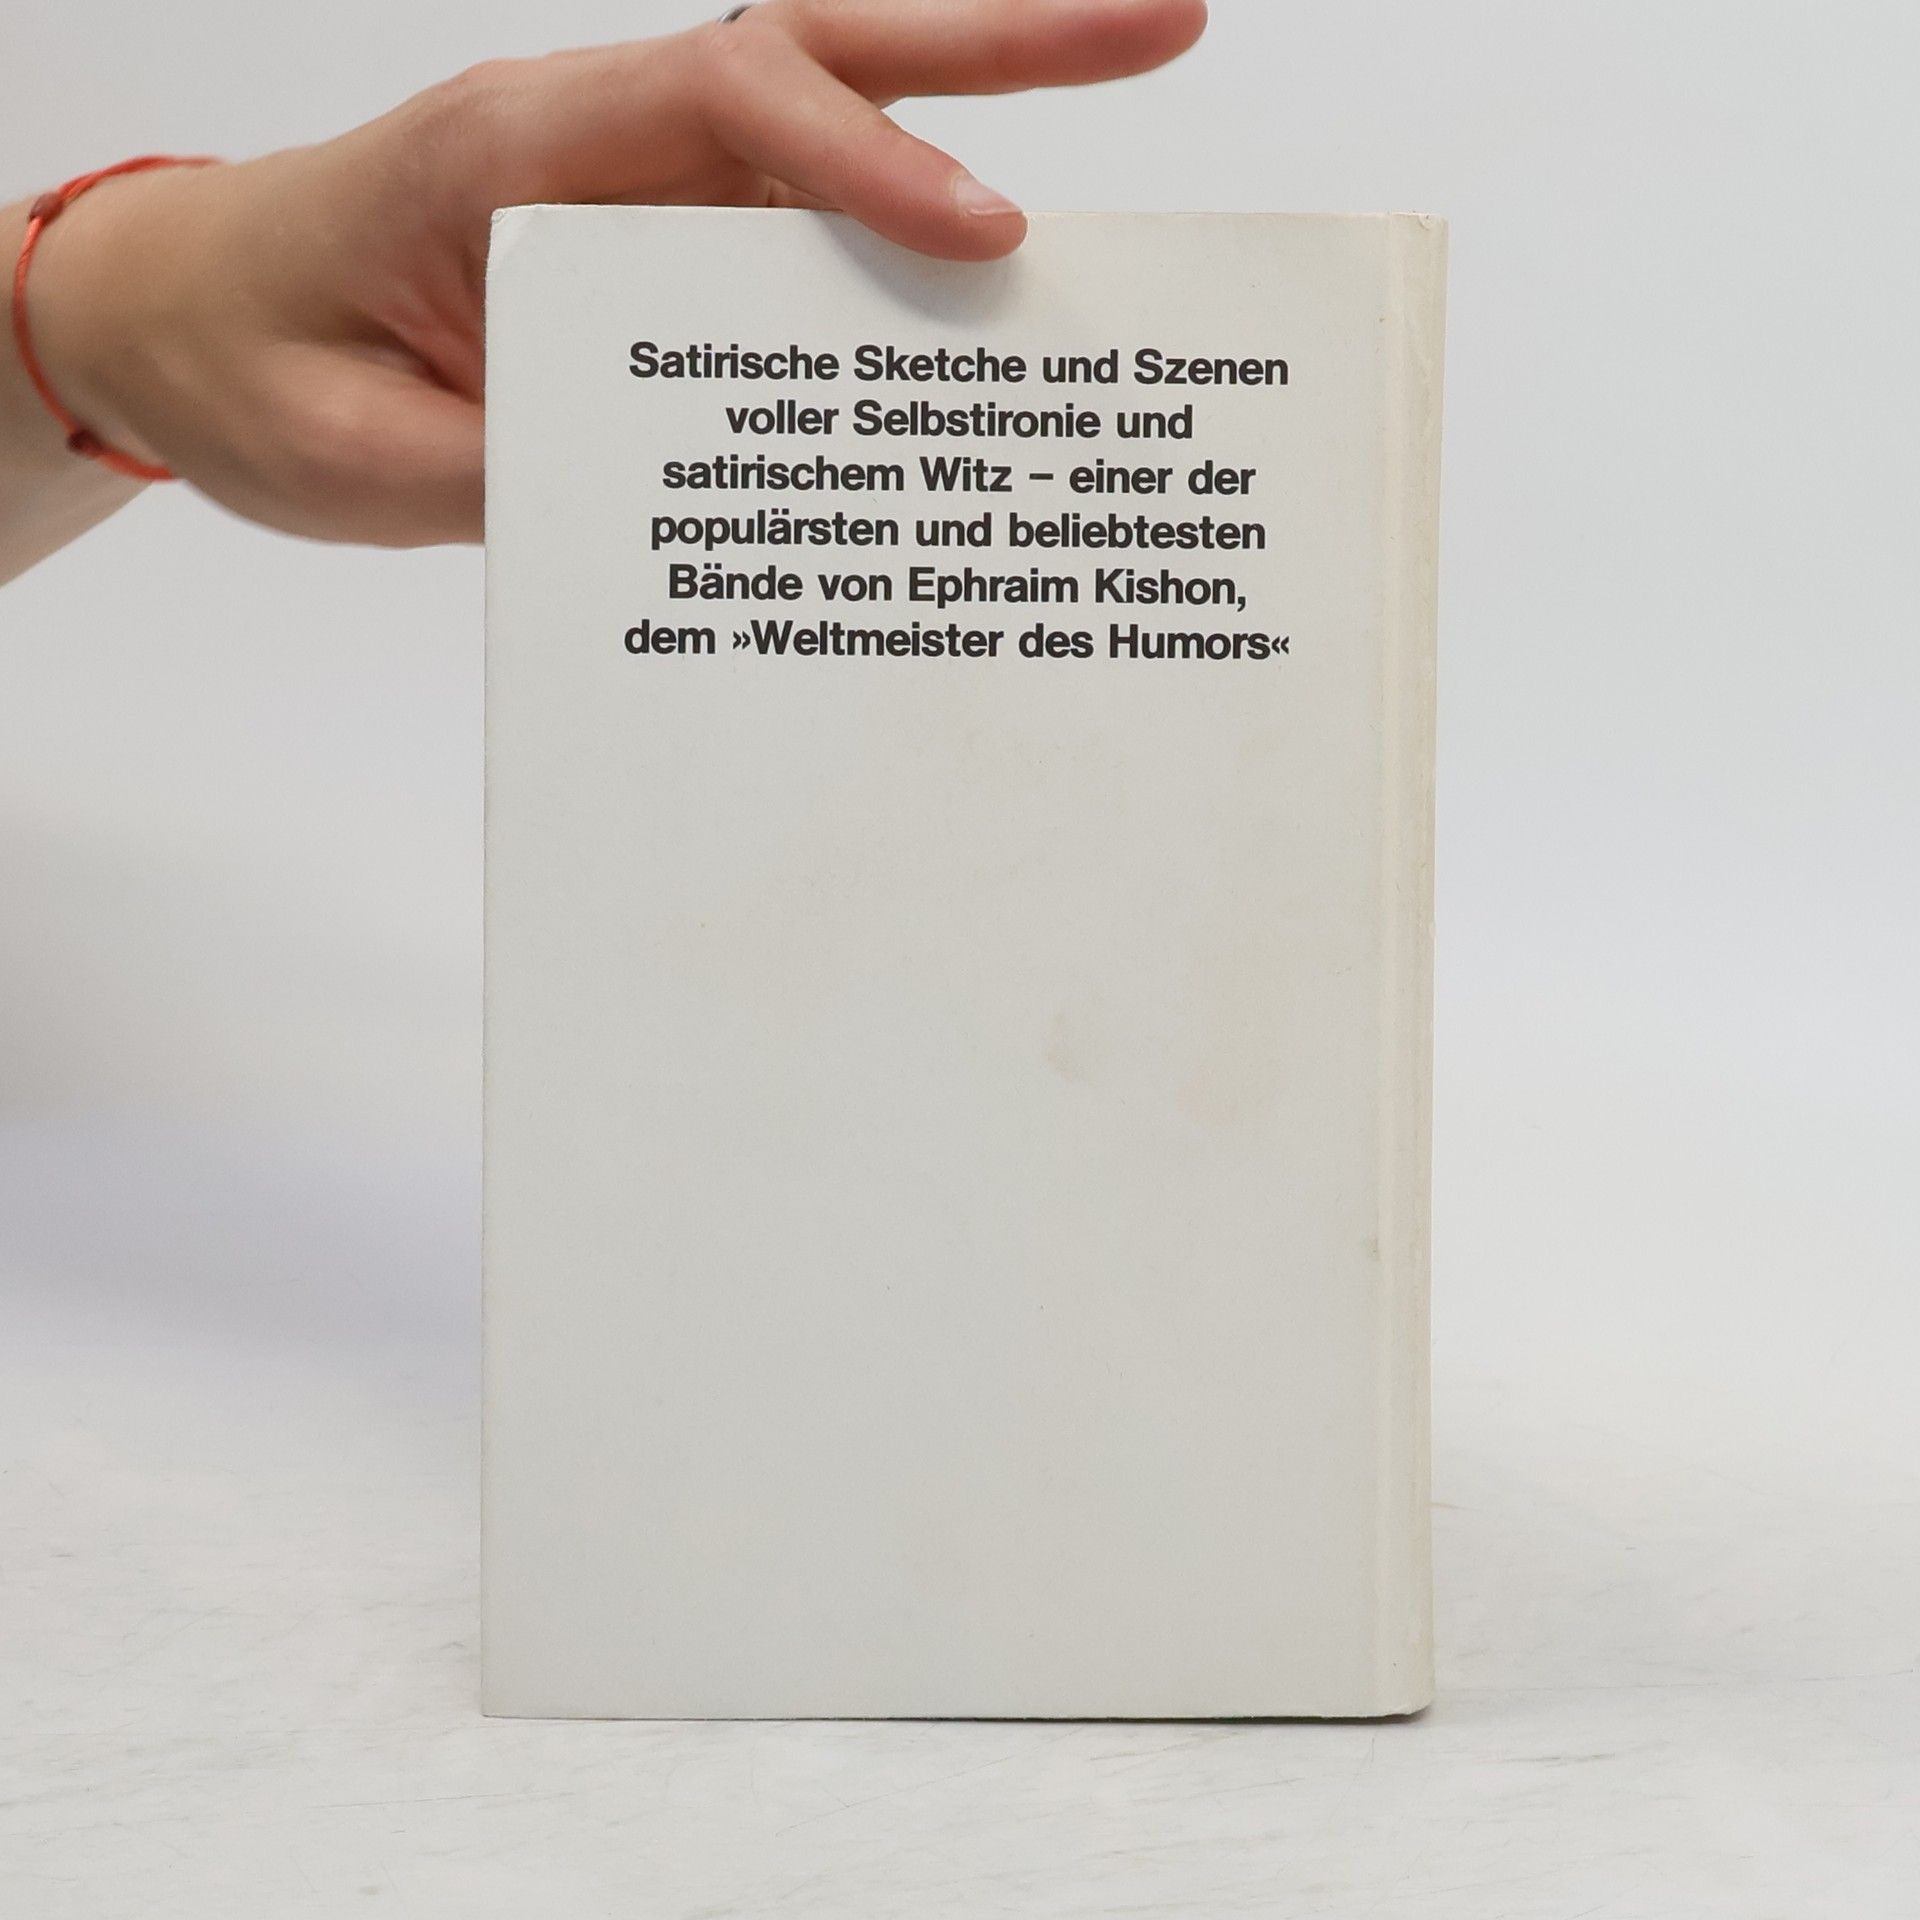 Satirische Sketche und Szenen
voller Selbstironie und
satirischem Witz – einer der
populärsten und beliebtesten
Bände von Ephraim Kishon,
dem »Weltmeister des Humors«